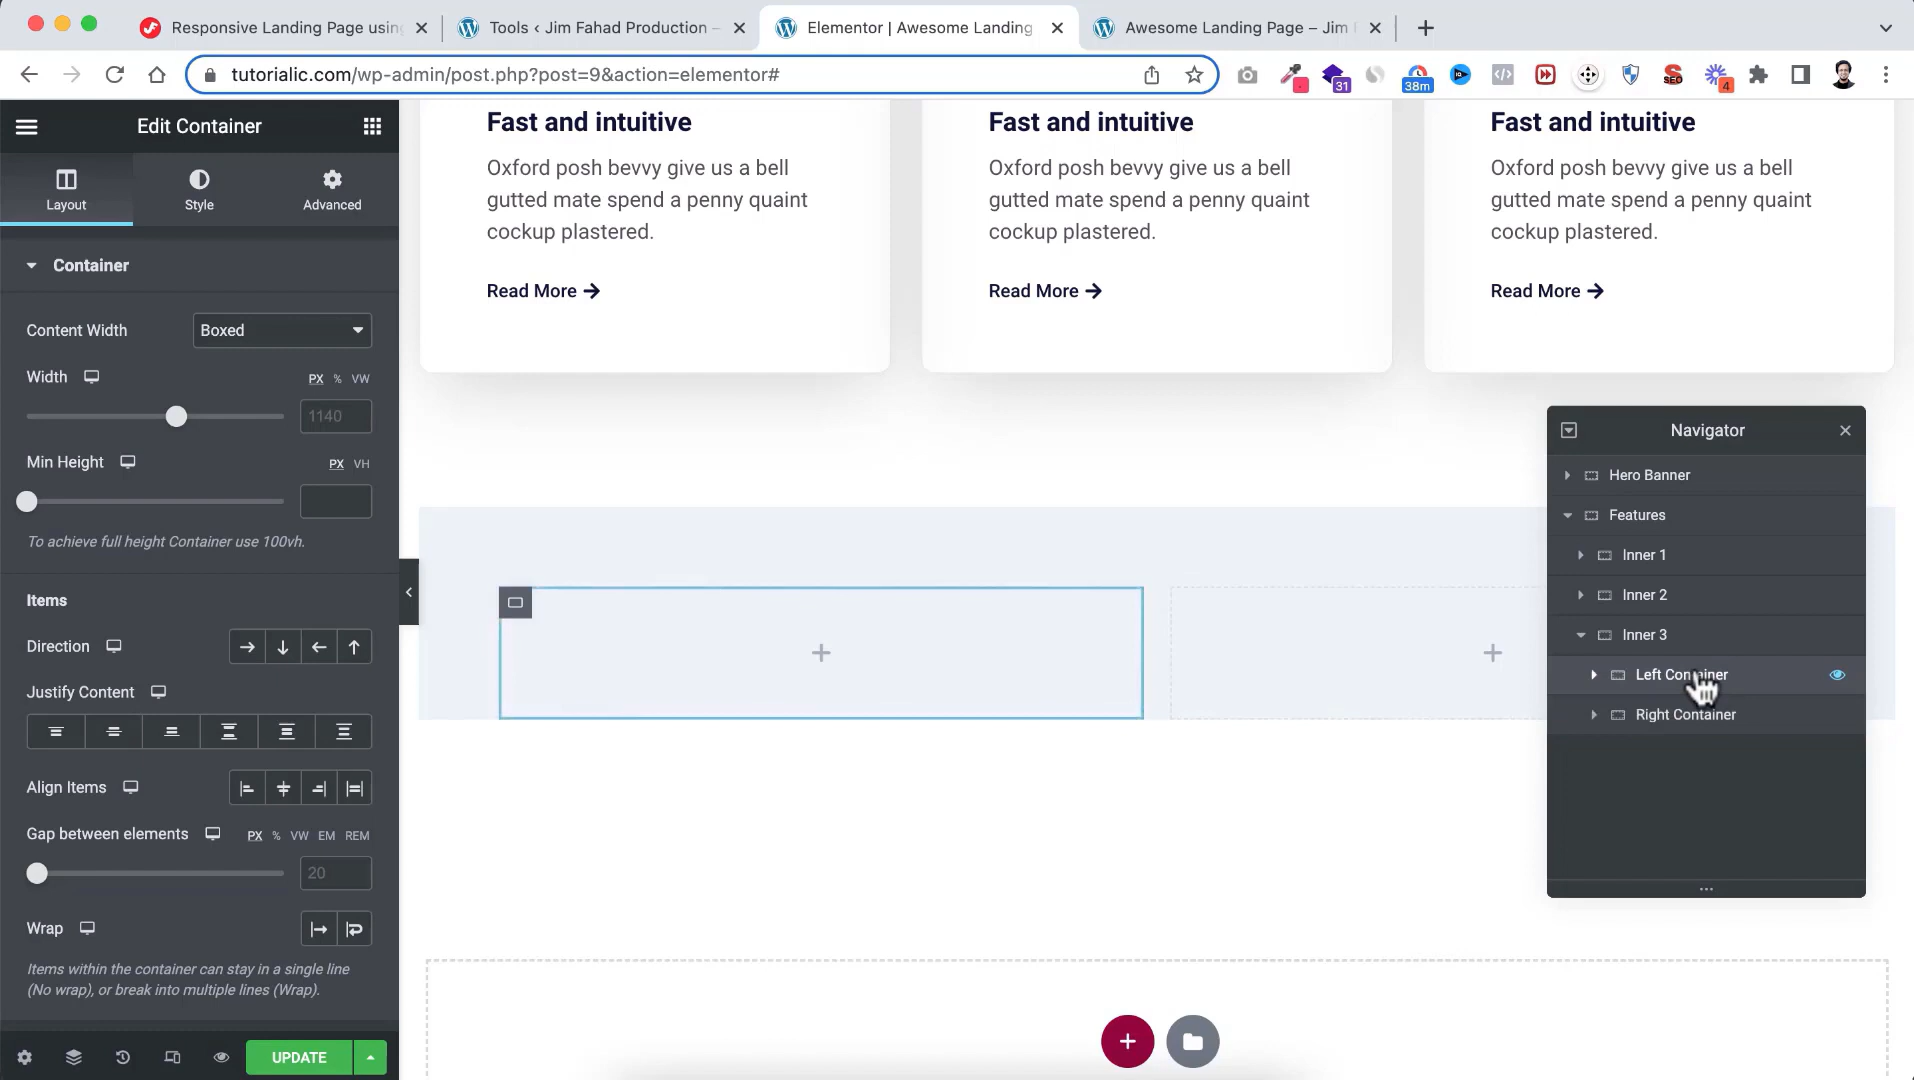 Responsive Landing Page using
Tools ‹ Jim Fahad Production –
Elementor | Awesome Landing
Awesome Landing Page – Jim
tutorialic.com/wp-admin/post.php?post=9&action=elementor#
31
38m
SEO
4
Edit Container
Layout
Style
Advanced
Container
Content Width
Boxed
Width
PX % VW
1140
Min Height
PX VH
To achieve full height Container use 100vh.
Items
Direction
Justify Content
Align Items
Gap between elements
PX % VW EM REM
20
Wrap
Items within the container can stay in a single line
(No wrap), or break into multiple lines (Wrap).
UPDATE
Fast and intuitive
Oxford posh bevvy give us a bell
gutted mate spend a penny quaint
cockup plastered.
Read More
Fast and intuitive
Oxford posh bevvy give us a bell
gutted mate spend a penny quaint
cockup plastered.
Read More
Fast and intuitive
Oxford posh bevvy give us a bell
gutted mate spend a penny quaint
cockup plastered.
Read More
Navigator
Hero Banner
Features
Inner 1
Inner 2
Inner 3
Left Container
Right Container